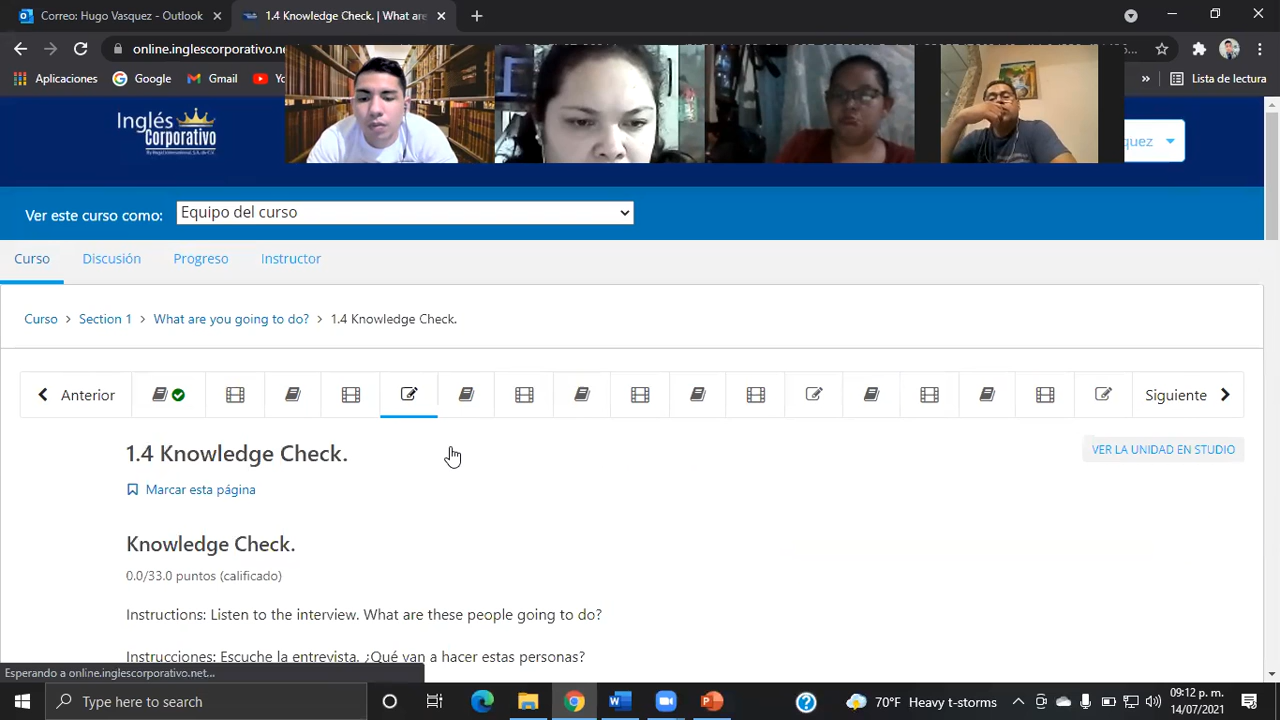 Correo: Hugo Vasquez - Outlook
1.4 Knowledge Check. | What are
online.inglescorporativo.ne
Aplicaciones
Google
Gmail
Lista de lectura
Inglés
Corporativo
quez
Ver este curso como:
Equipo del curso
Curso
Discusión
Progreso
Instructor
Curso > Section 1 > What are you going to do? > 1.4 Knowledge Check.
Anterior
Siguiente
1.4 Knowledge Check.
VER LA UNIDAD EN STUDIO
Marcar esta página
Knowledge Check.
0.0/33.0 puntos (calificado)
Instructions: Listen to the interview. What are these people going to do?
Instrucciones: Escuche la entrevista. ¿Qué van a hacer estas personas?
Esperando a online.inglescorporativo.net...
Type here to search
70°F Heavy t-storms
09:12 p. m.
14/07/2021